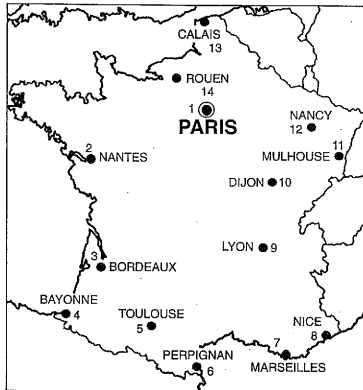 CALAIS
13
ROUEN
14
1
PARIS
NANCY
12
11
MULHOUSE
2
NANTES
DIJON 10
LYON 9
3
BORDEAUX
BAYONNE
4
TOULOUSE
5
NICE
8
7
MARSEILLES
PERPIGNAN
6